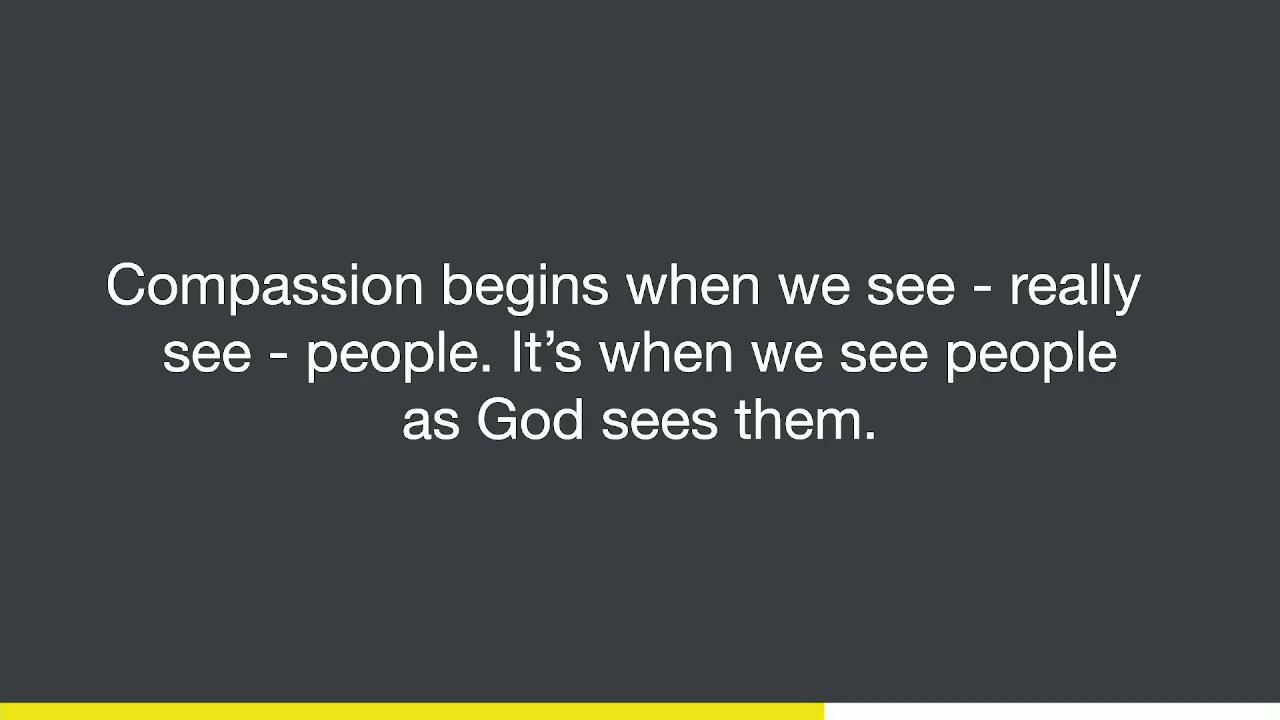 Compassion begins when we see - really
see - people. It’s when we see people
as God sees them.